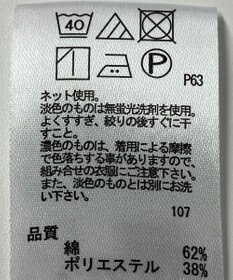 40
P
P63
ネット使用。
淡色のものは無蛍光洗剤を使用。
よくすすぎ、絞りの後すぐに干
すこと。
濃色のものは、着用による摩擦
で色落ちする事がありますので、
組み合せの衣服にご注意下さい。
また、淡色のものとは別にお洗
い下さい。
107
品質
綿 62%
ポリエステル 38%